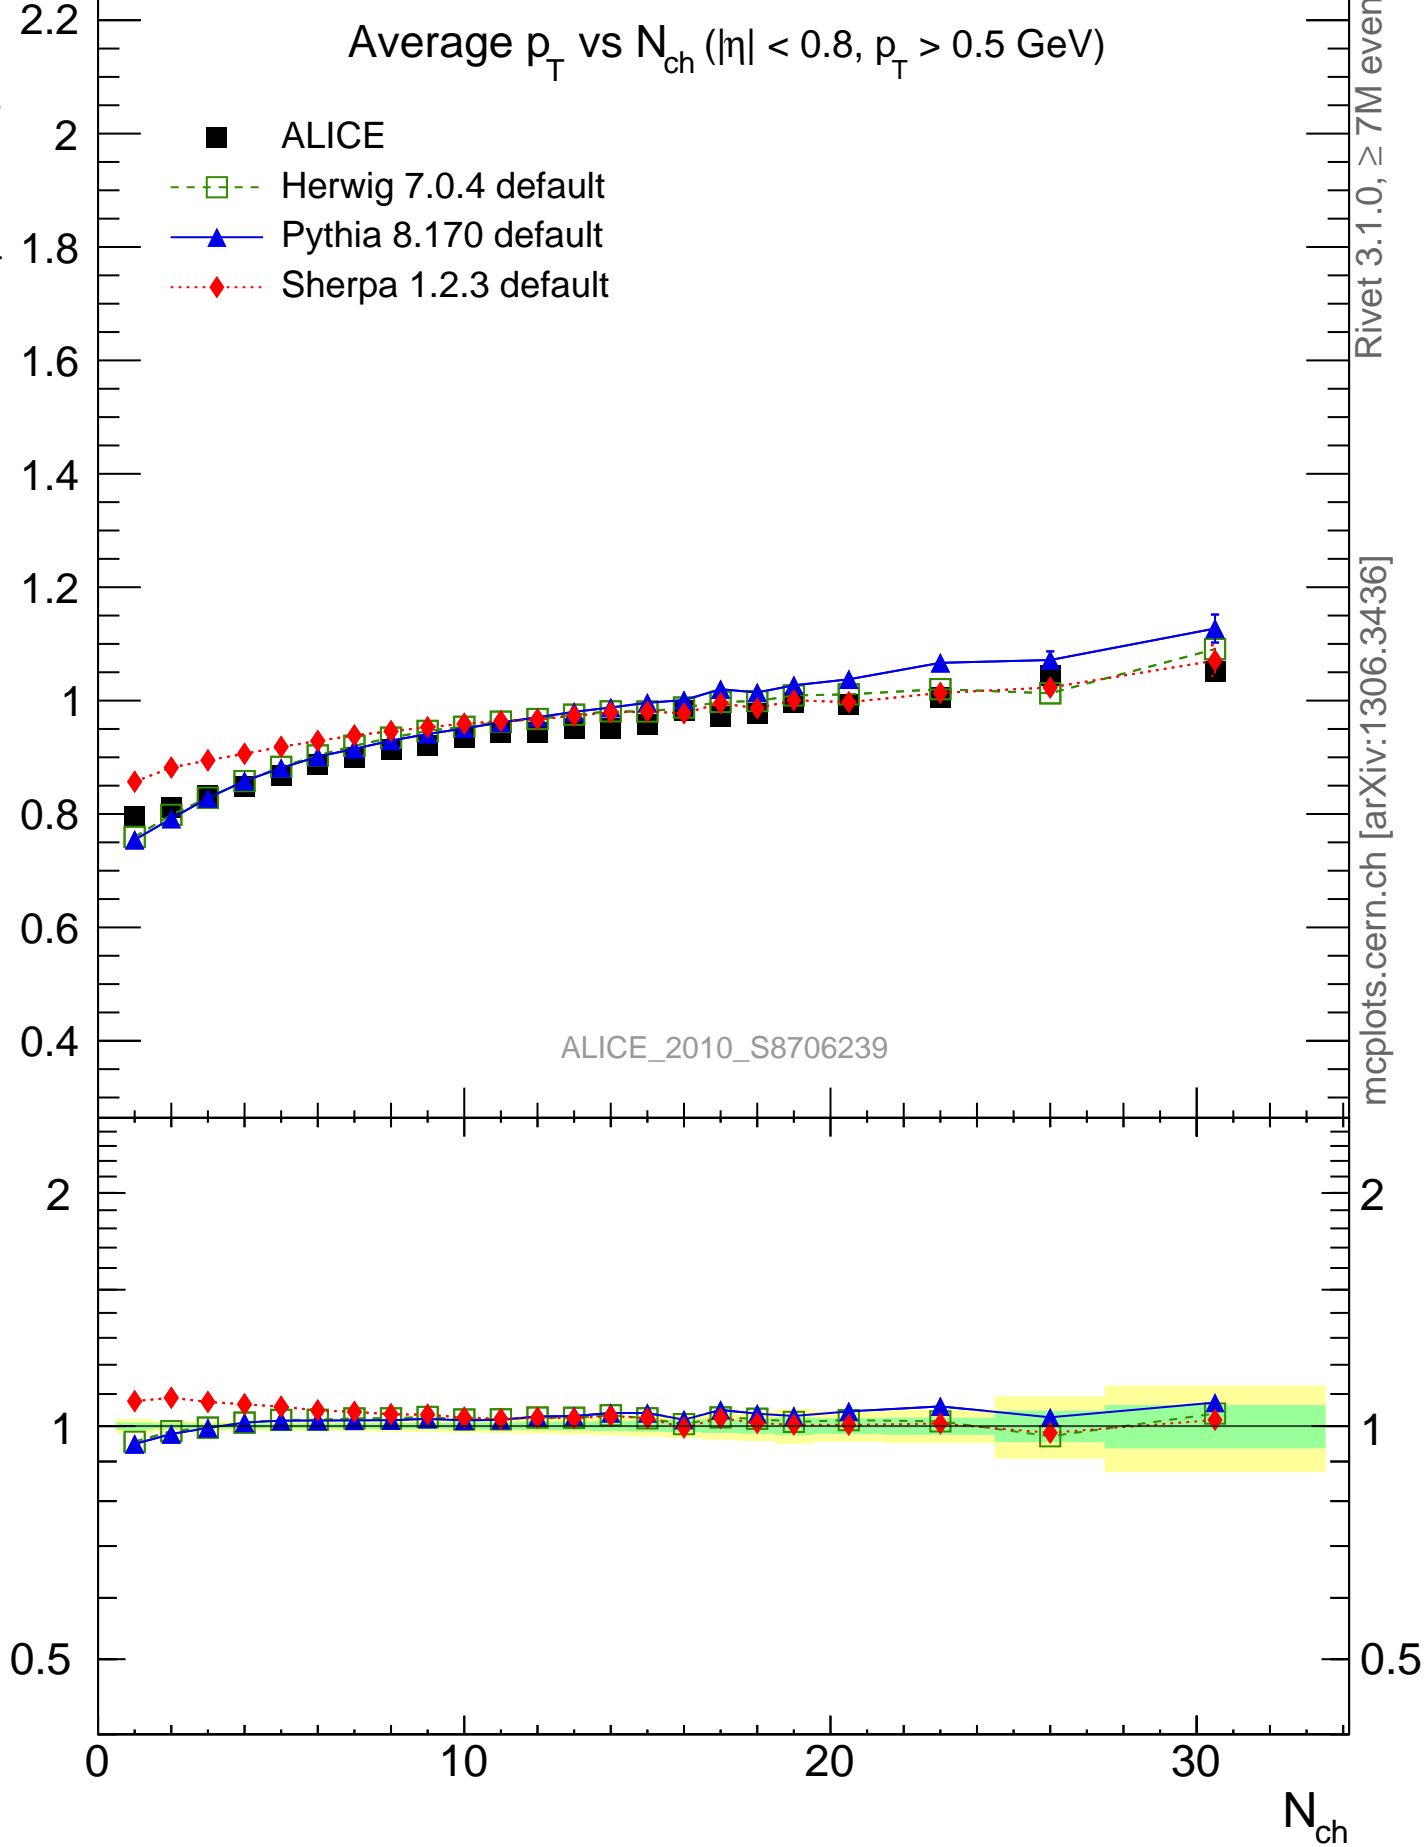 Average p_T vs N_ch (|η| < 0.8, p_T > 0.5 GeV)
ALICE
Herwig 7.0.4 default
Pythia 8.170 default
Sherpa 1.2.3 default
2.2
2
1.8
1.6
1.4
1.2
1
0.8
0.6
0.4
ALICE_2010_S8706239
Rivet 3.1.0, ≥ 7M even
mcplots.cern.ch [arXiv:1306.3436]
2
1
0.5
2
1
0.5
0
10
20
30
N_ch